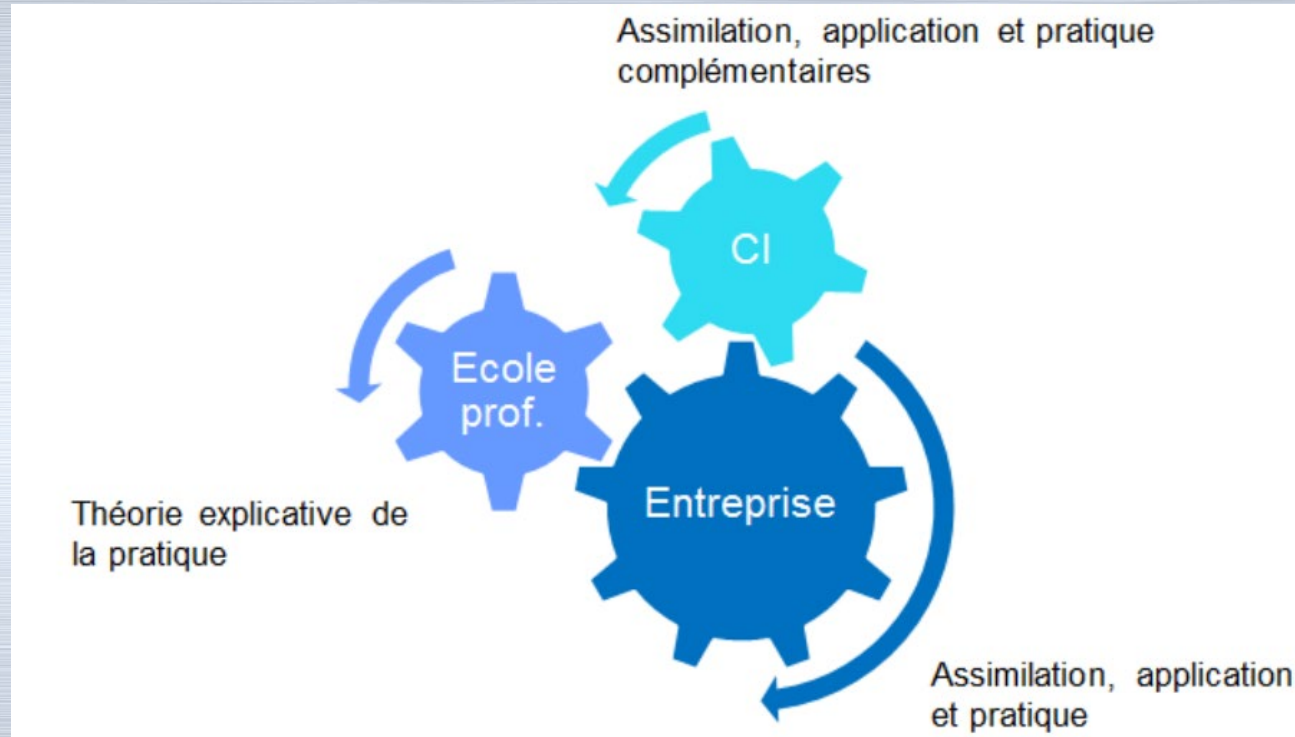 Assimilation, application et pratique
complémentaires
CI
Ecole
prof.
Entreprise
Théorie explicative de
la pratique
Assimilation, application
et pratique